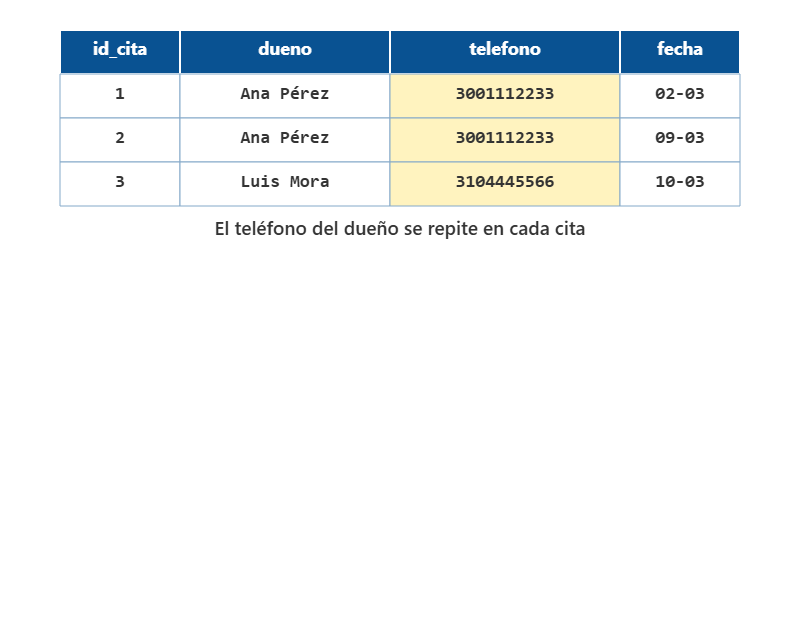 id_cita dueno telefono fecha
1 Ana Pérez 3001112233 02-03
2 Ana Pérez 3001112233 09-03
3 Luis Mora 3104445566 10-03
El teléfono del dueño se repite en cada cita